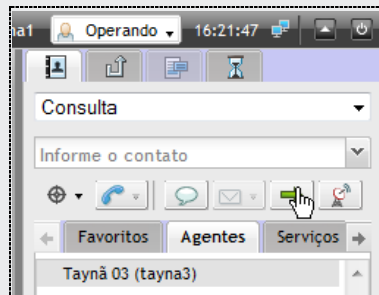 na1 Operando 16:21:47
Consulta
Informe o contato
Favoritos Agentes Serviços
Taynã 03 (tayna3)